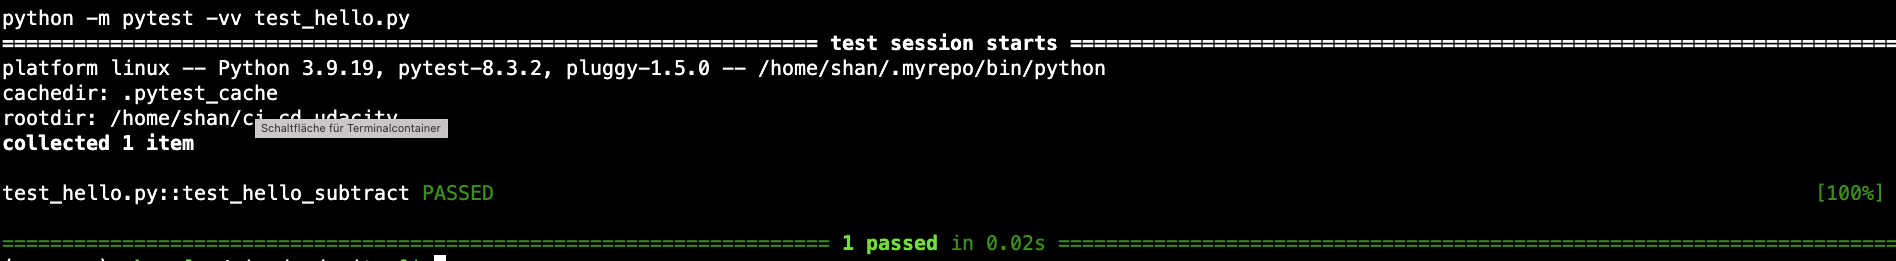 python -m pytest -vv test_hello.py
============================ test session starts ============================
platform linux -- Python 3.9.19, pytest-8.3.2, pluggy-1.5.0 -- /home/shan/.myrepo/bin/python
cachedir: .pytest_cache
rootdir: /home/shan/ci_cd_udacity
Schaltfläche für Terminalcontainer
collected 1 item
test_hello.py::test_hello_subtract PASSED [100%]
============================ 1 passed in 0.02s ============================